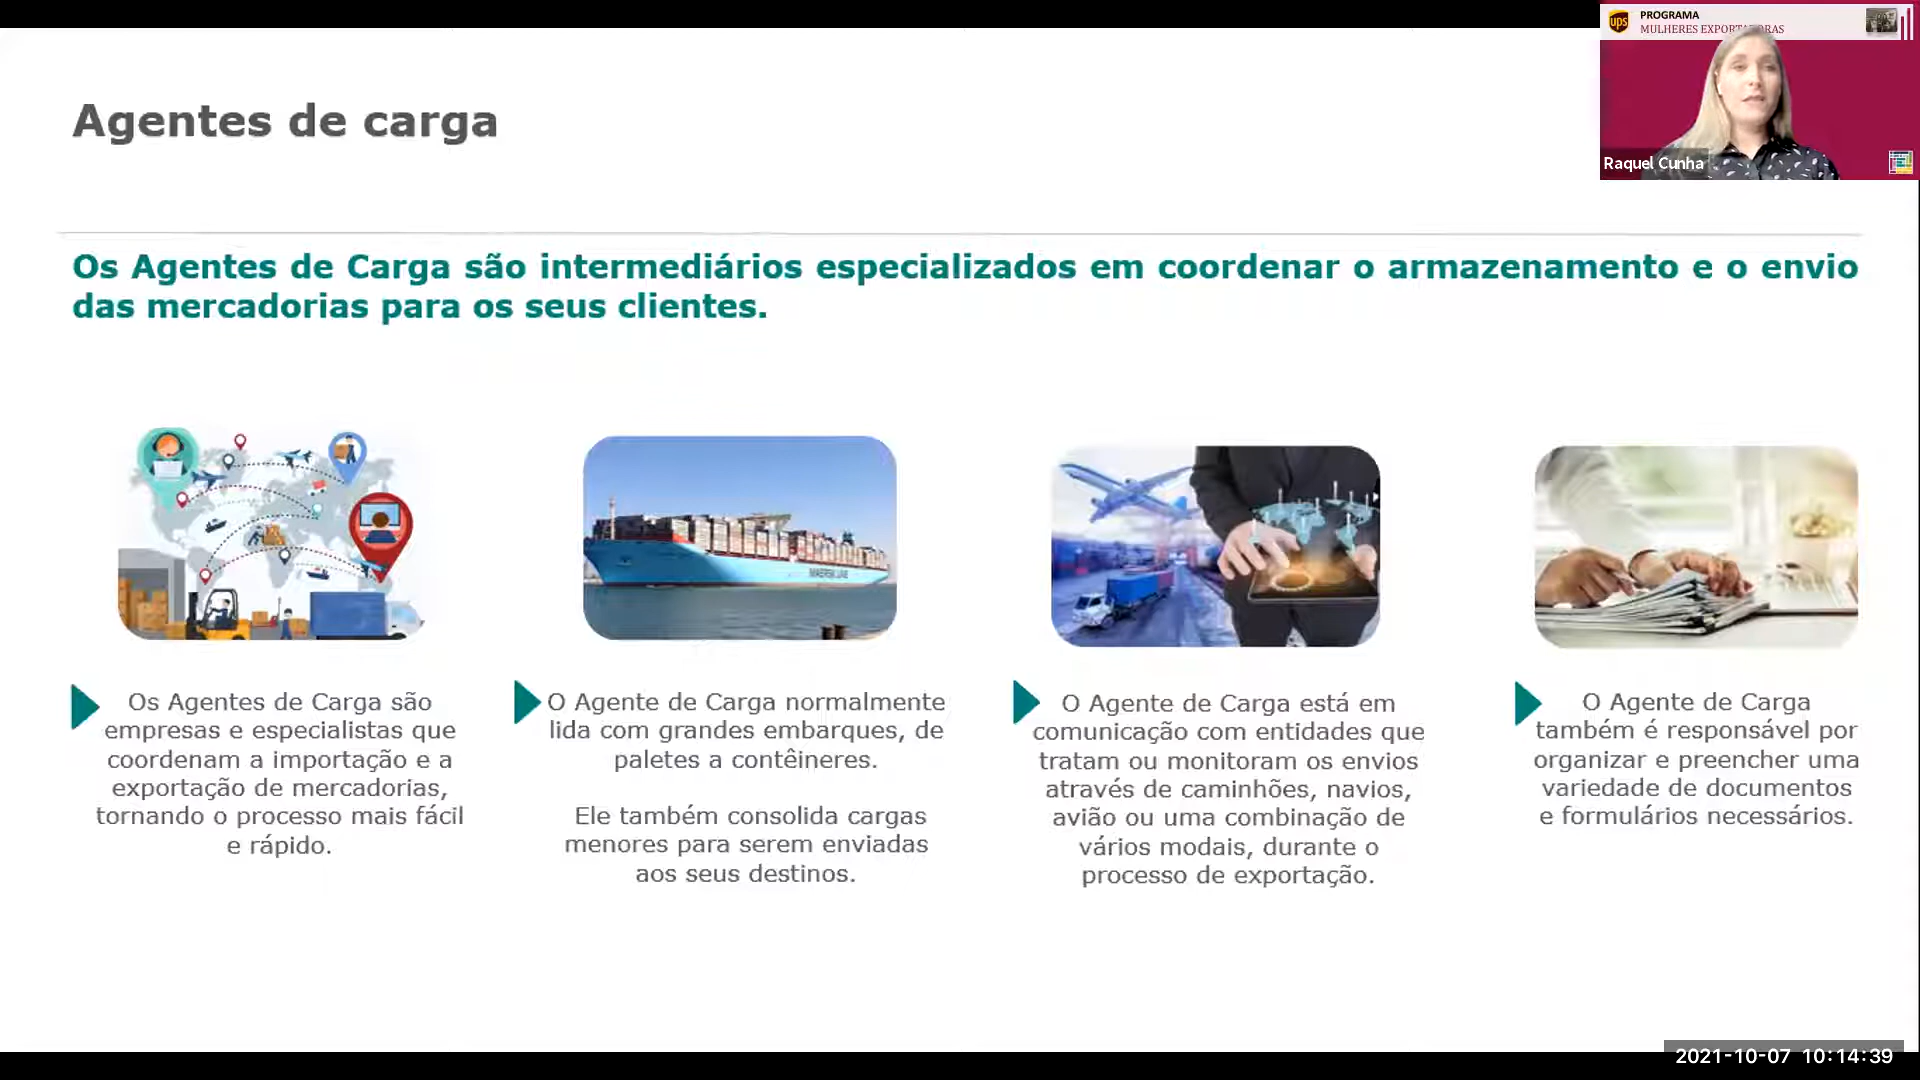 ups
PROGRAMA
MULHERES EXPORTADORAS
Raquel Cunha
Agentes de carga
Os Agentes de Carga são intermediários especializados em coordenar o armazenamento e o envio
das mercadorias para os seus clientes.
MAERSK LINE
Os Agentes de Carga são
empresas e especialistas que
coordenam a importação e a
exportação de mercadorias,
tornando o processo mais fácil
e rápido.
O Agente de Carga normalmente
lida com grandes embarques, de
paletes a contêineres.
Ele também consolida cargas
menores para serem enviadas
aos seus destinos.
O Agente de Carga está em
comunicação com entidades que
tratam ou monitoram os envios
através de caminhões, navios,
avião ou uma combinação de
vários modais, durante o
processo de exportação.
O Agente de Carga
também é responsável por
organizar e preencher uma
variedade de documentos
e formulários necessários.
2021-10-07 10:14:39